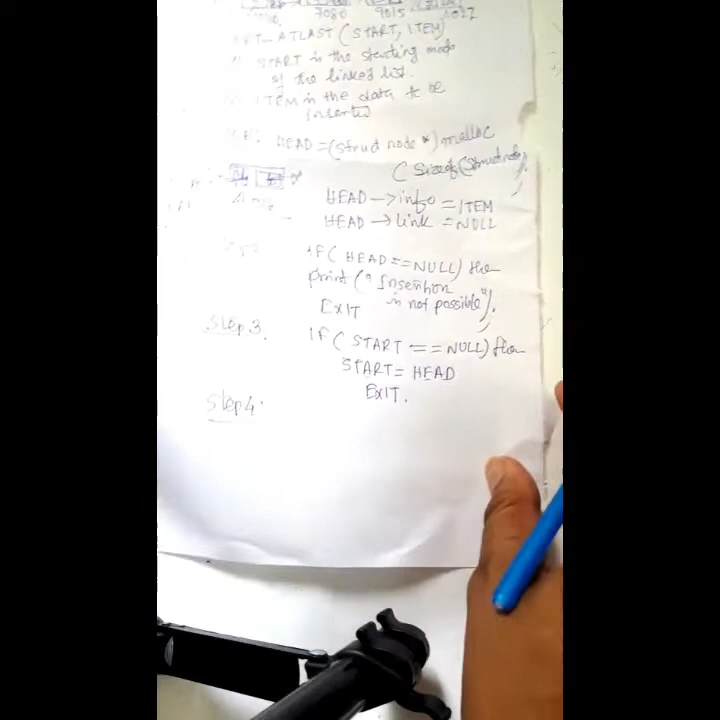 7080 9015
ATLAST (START, ITEM)
START is the starting node
of the linked list.
ITEM is the data to be
inserted
HEAD = (struct node *) malloc
(sizeof(struct node));
HEAD -> info = ITEM
HEAD -> link = NULL
IF ( HEAD == NULL) then
print (" Insertion
is not possible");
EXIT
Step 3.
IF ( START == NULL) then
START = HEAD
EXIT.
Step 4.